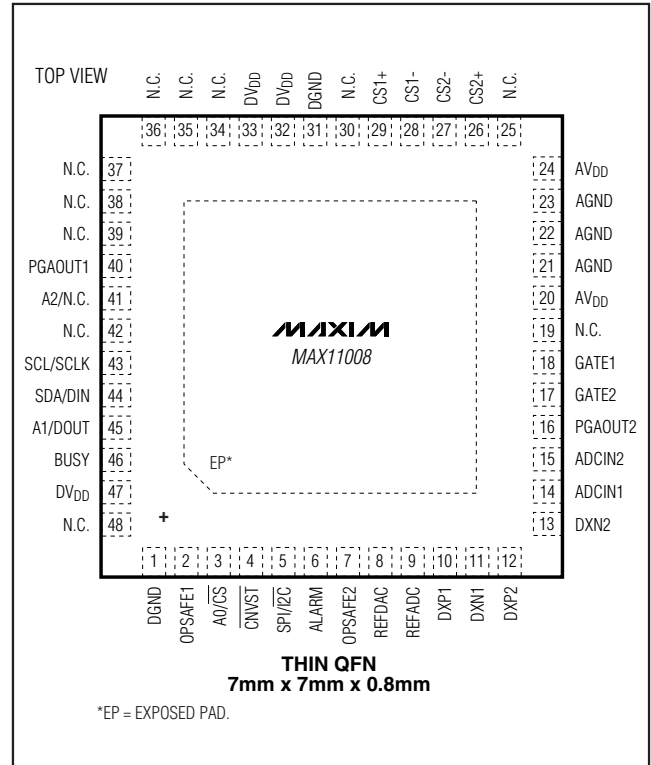 TOP VIEW
N.C. N.C. N.C. DVDD DVDD DGND N.C. CS1+ CS1- CS2- CS2+ N.C.
36 35 34 33 32 31 30 29 28 27 26 25
N.C. 37
N.C. 38
N.C. 39
PGAOUT1 40
A2/N.C. 41
N.C. 42
SCL/SCLK 43
SDA/DIN 44
A1/DOUT 45
BUSY 46
DVDD 47
N.C. 48
24 AVDD
23 AGND
22 AGND
21 AGND
20 AVDD
19 N.C.
18 GATE1
17 GATE2
16 PGAOUT2
15 ADCIN2
14 ADCIN1
13 DXN2
MAXIM
MAX11008
EP*
+
1 2 3 4 5 6 7 8 9 10 11 12
DGND OPSAFE1 A0/CS CNVST SPI/I2C ALARM OPSAFE2 REFDAC REFADC DXP1 DXN1 DXP2
THIN QFN
7mm x 7mm x 0.8mm
*EP = EXPOSED PAD.